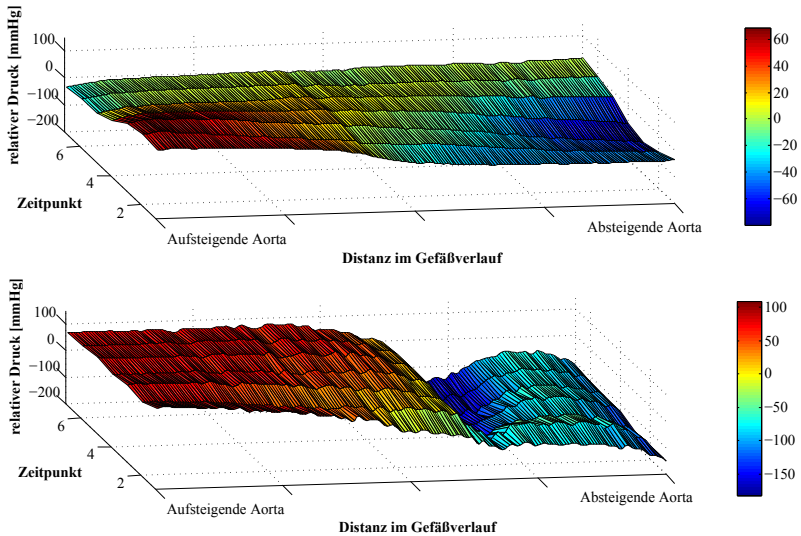 relativer Druck [mmHg]
100
0
−100
−200
6
4
2
Zeitpunkt
Aufsteigende Aorta
Absteigende Aorta
Distanz im Gefäßverlauf
60
40
20
0
−20
−40
−60
relativer Druck [mmHg]
100
0
−100
−200
6
4
2
Zeitpunkt
Aufsteigende Aorta
Absteigende Aorta
Distanz im Gefäßverlauf
100
50
0
−50
−100
−150